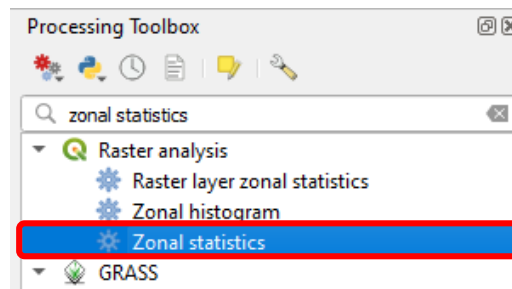 Processing Toolbox
zonal statistics
Raster analysis
Raster layer zonal statistics
Zonal histogram
Zonal statistics
GRASS